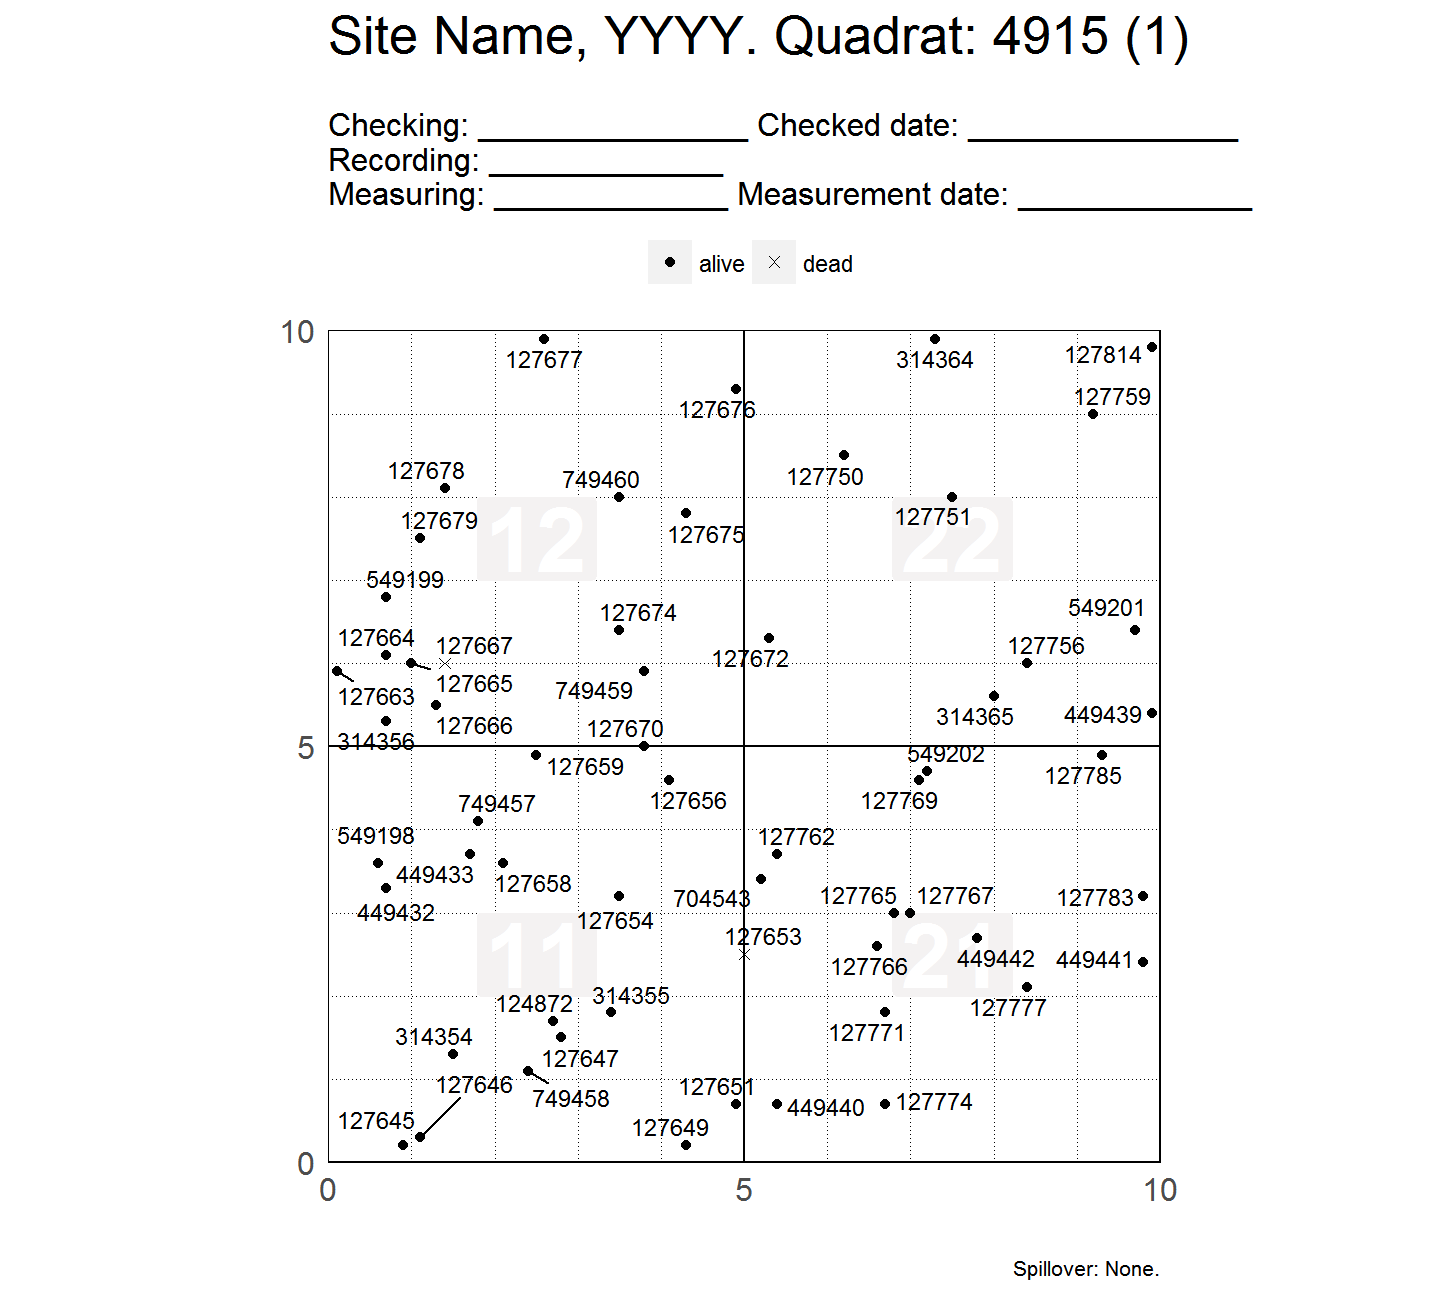 Site Name, YYYY. Quadrat: 4915 (1)
Checking: _______________ Checked date: _______________
Recording: _____________
Measuring: _____________ Measurement date: _____________
alive dead
10
127677 314364 127814
127759
127676
127678 749460 127750
127679 12 127675 127751 22
549199
127674 549201
127664 127667 127672 127756
127663 127665 749459
314356 127666 127670 314365 449439
5
127659 549202 127785
749457 127656 127769
549198 127762
449433 127658 704543 127765 127767 127783
449432 127654
11 127653 127766 21 449442 449441
124872 314355 127777
314354 127647 127771
127646 749458 127651 449440 127774
127645 127649
0
0 5 10
Spillover: None.